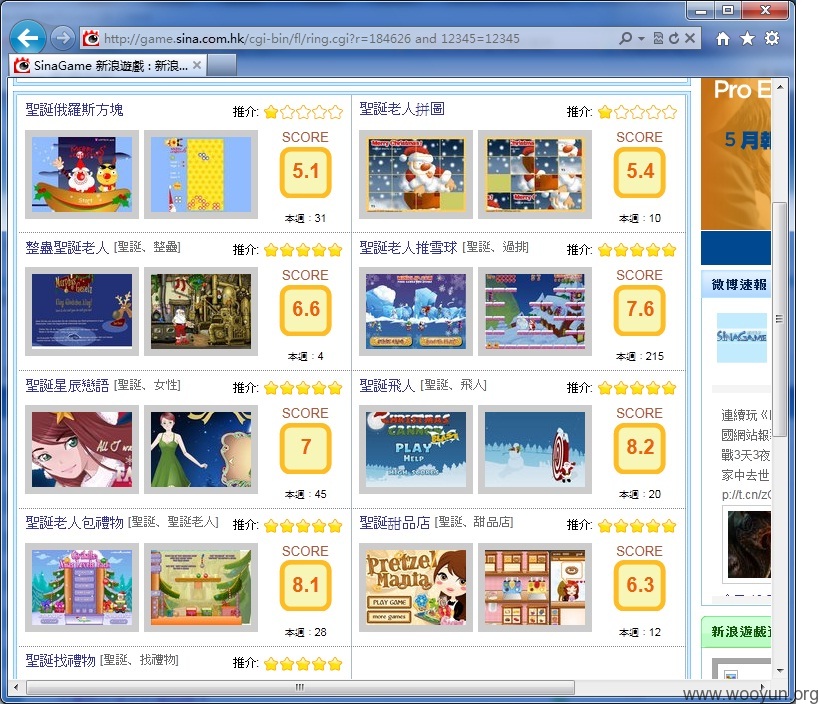 http://game.sina.com.hk/cgi-bin/fl/ring.cgi?r=184626 and 12345=12345
SinaGame 新浪遊戲 : 新浪...
聖誕俄羅斯方塊
推介:
SCORE
5.1
本週 : 31
聖誕老人拼圖
推介:
SCORE
5.4
本週 : 10
整蠱聖誕老人 [聖誕、整蠱]
推介:
SCORE
6.6
本週 : 4
聖誕老人推雪球 [聖誕、過排]
推介:
SCORE
7.6
本週 : 215
聖誕星辰戀語 [聖誕、女性]
推介:
All I wa
SCORE
7
本週 : 45
聖誕飛人 [聖誕、飛人]
推介:
CHRISTMAS
CANNON
BLAST
PLAY
HELP
HIGH SCORES
SCORE
8.2
本週 : 20
聖誕老人包禮物 [聖誕、聖誕老人]
推介:
SCORE
8.1
本週 : 28
聖誕甜品店 [聖誕、甜品店]
推介:
Pretzel
Mania
PLAY GAME
more games
SCORE
6.3
本週 : 12
聖誕找禮物 [聖誕、找禮物]
推介:
Pro E
5 月
微博速報
SINAGAME
連續玩《
國網站報
戰3天3夜
家中去世
p://t.cn/z
新浪遊戲
www.wooyun.org